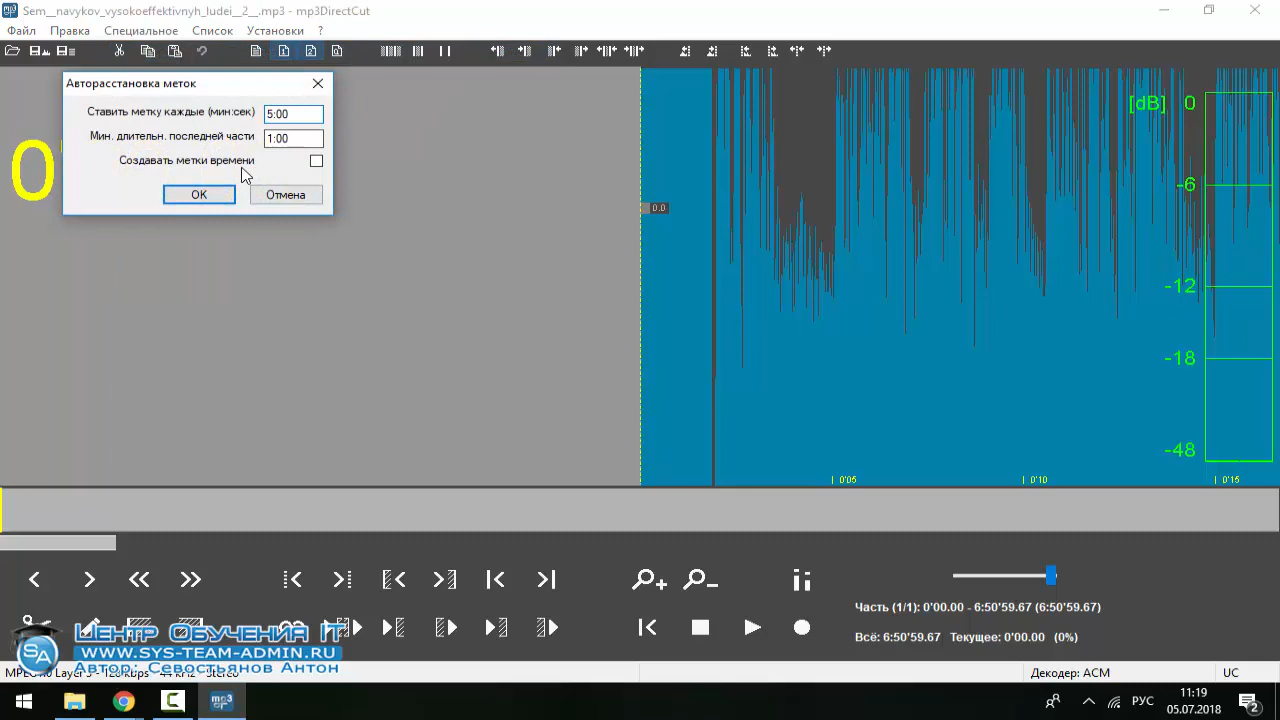 Sem__navykov_vysokoeffektivnyh_ludei__2__.mp3 - mp3DirectCut
Файл Правка Специальное Список Установки ?
Авторасстановка меток
Ставить метку каждые (мин:сек) 5:00
Мин. длительн. последней части 1:00
Создавать метки времени
OK Отмена
0'
0.0
[dB] 0
-6
-12
-18
-48
0'05 0'10 0'15
Часть (1/1): 0'00.00 - 6:50'59.67 (6:50'59.67)
Всё: 6:50'59.67 Текущее: 0'00.00 (0%)
SA
Центр Обучения IT
WWW.SYS-TEAM-ADMIN.RU
Автор: Севостьянов Антон
Декодер: ACM UC
mp3
РУС
11:19
05.07.2018
2